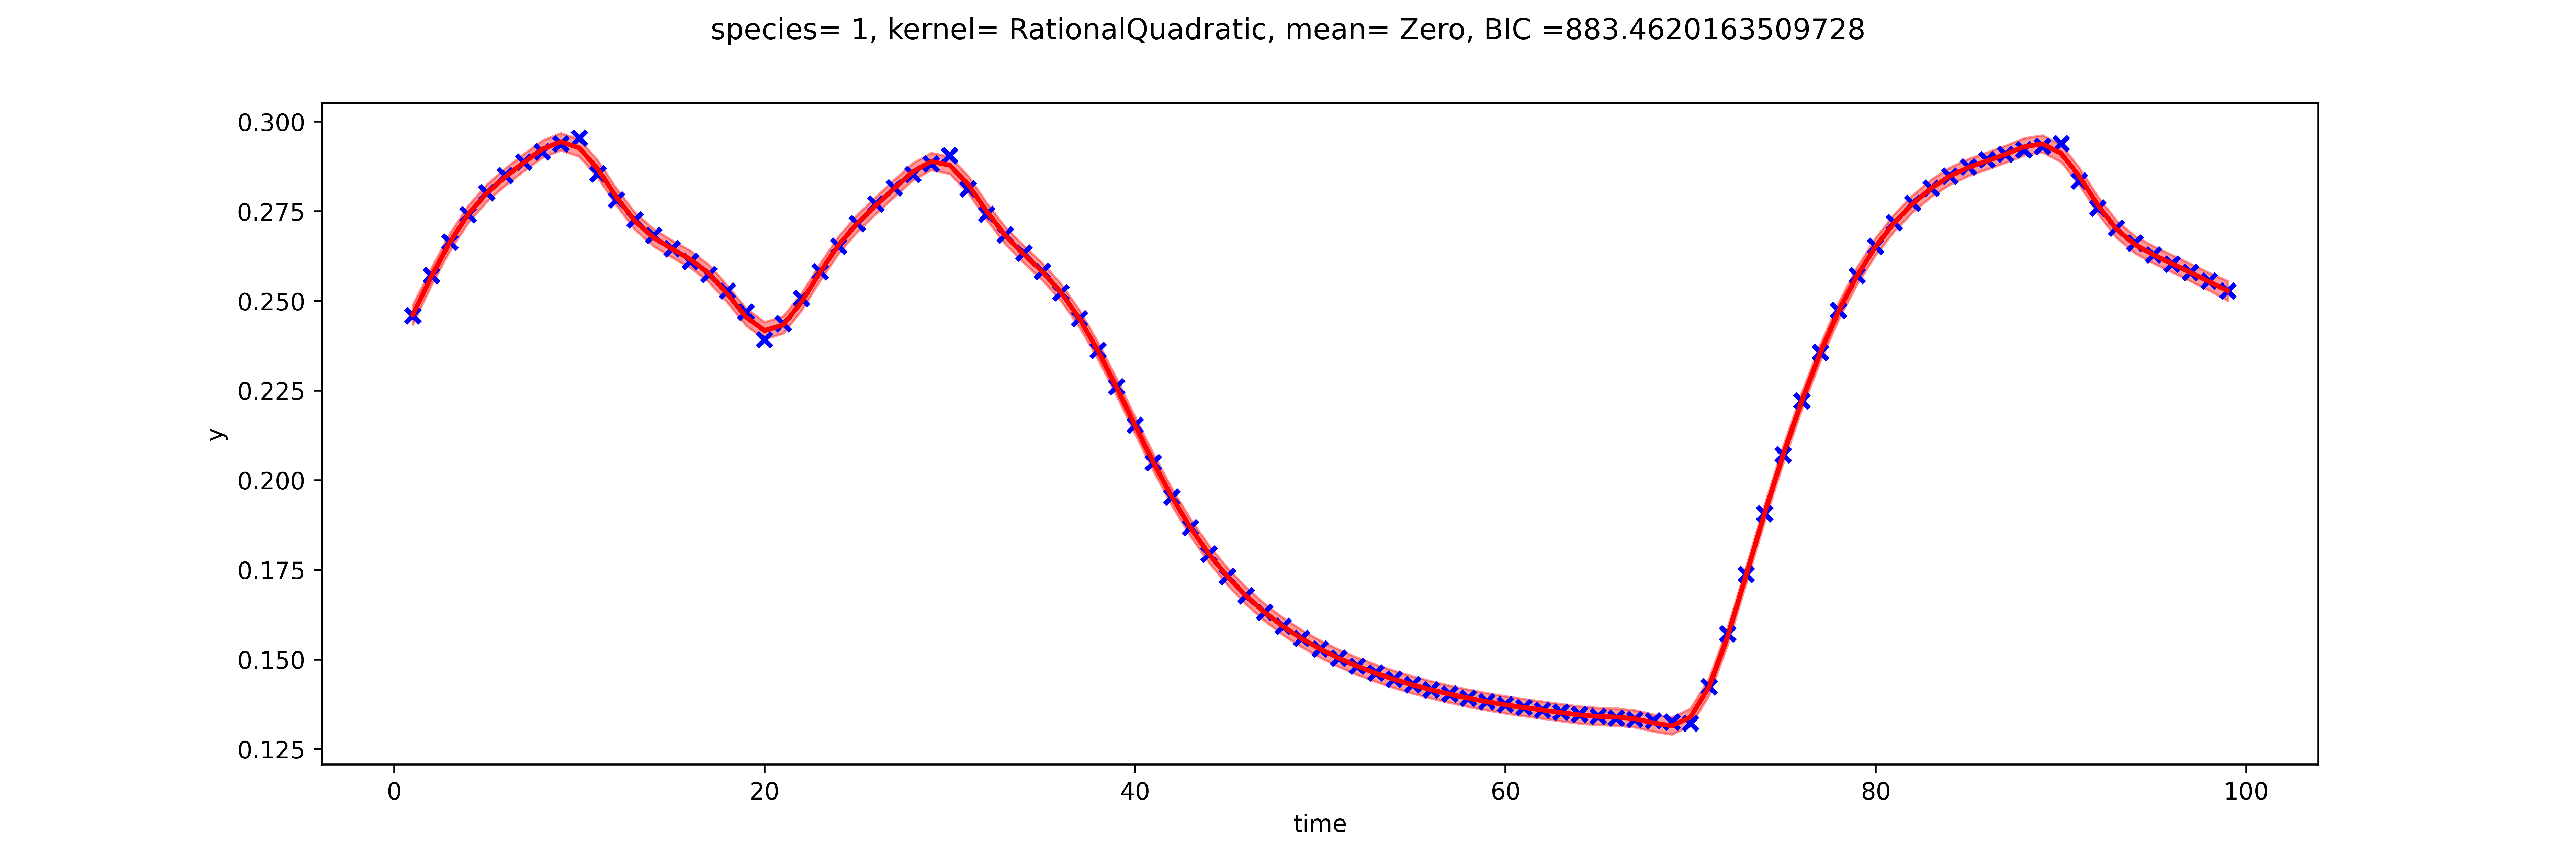 species= 1, kernel= RationalQuadratic, mean= Zero, BIC =883.4620163509728
0.300
0.275
0.250
0.225
0.200
0.175
0.150
0.125
y
0 20 40 60 80 100
time